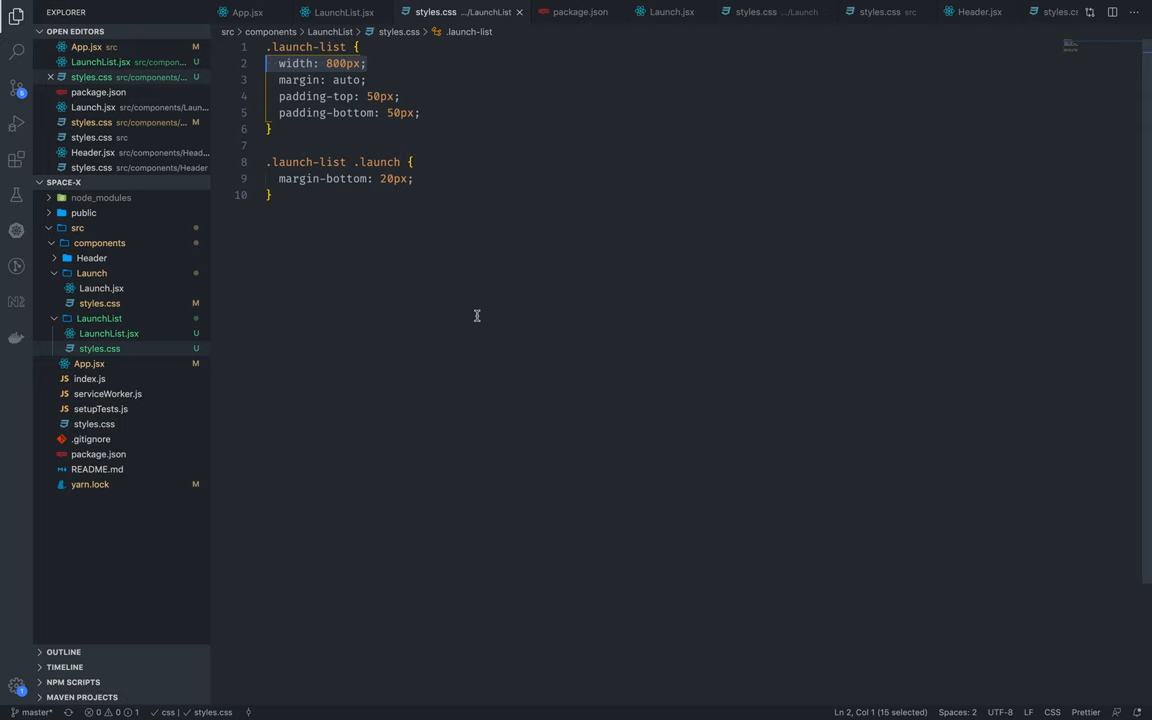 EXPLORER
OPEN EDITORS
App.jsx src M
LaunchList.jsx src/compon... U
styles.css src/components/... U
package.json
Launch.jsx src/components/Laun...
styles.css src/components/... M
styles.css src
Header.jsx src/components/Head...
styles.css src/components/Header
SPACE-X
node_modules
public
src
components
Header
Launch
Launch.jsx
styles.css M
LaunchList
LaunchList.jsx U
styles.css U
App.jsx M
JS index.js
JS serviceWorker.js
JS setupTests.js
styles.css
.gitignore
package.json
README.md
yarn.lock M
OUTLINE
TIMELINE
NPM SCRIPTS
MAVEN PROJECTS
App.jsx LaunchList.jsx styles.css .../LaunchList package.json Launch.jsx styles.css .../Launch styles.css src Header.jsx styles.cs
src > components > LaunchList > styles.css > .launch-list
1 .launch-list {
2 width: 800px;
3 margin: auto;
4 padding-top: 50px;
5 padding-bottom: 50px;
6 }
7
8 .launch-list .launch {
9 margin-bottom: 20px;
10 }
5
N2
1
master* 0 0 1 css styles.css Ln 2, Col 1 (15 selected) Spaces: 2 UTF-8 LF CSS Prettier